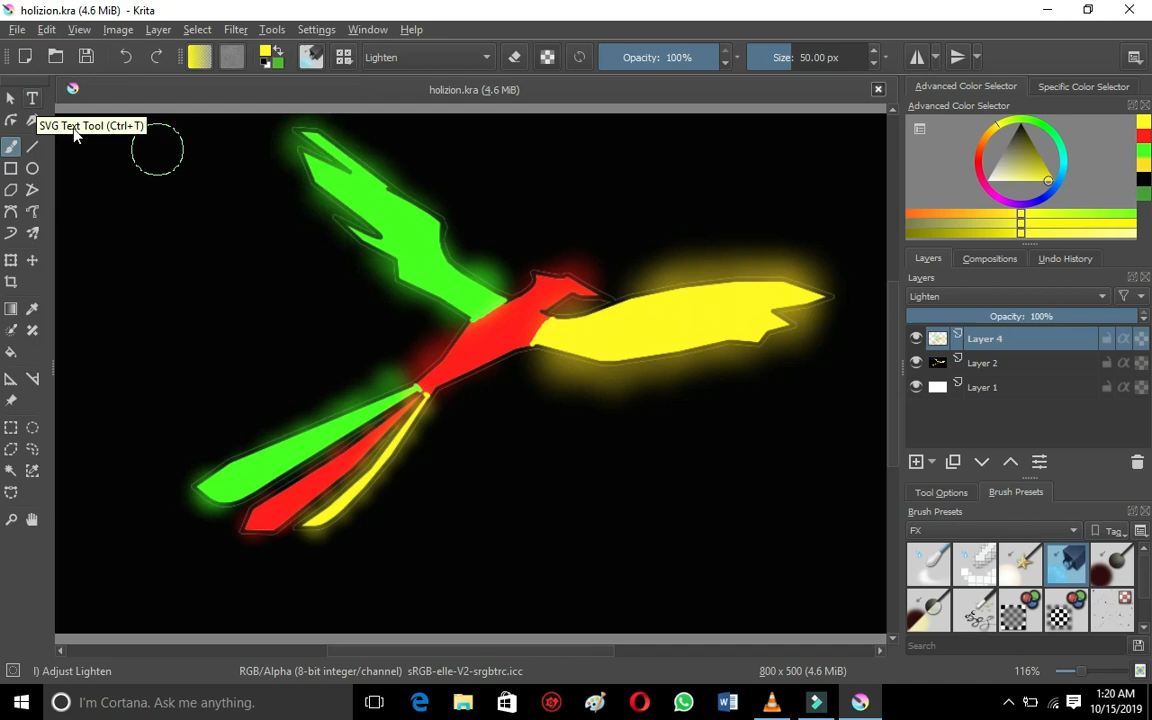 holizion.kra (4.6 MiB) - Krita
File Edit View Image Layer Select Filter Tools Settings Window Help
Lighten
Opacity: 100%
Size: 50.00 px
holizion.kra (4.6 MiB)
SVG Text Tool (Ctrl+T)
Advanced Color Selector
Specific Color Selector
Advanced Color Selector
Layers
Compositions
Undo History
Layers
Lighten
Opacity: 100%
Layer 4
Layer 2
Layer 1
Tool Options
Brush Presets
Brush Presets
FX
Tag
Search
I) Adjust Lighten
RGB/Alpha (8-bit integer/channel) sRGB-elle-V2-srgbtrc.icc
800 x 500 (4.6 MiB)
116%
I'm Cortana. Ask me anything.
1:20 AM
10/15/2019